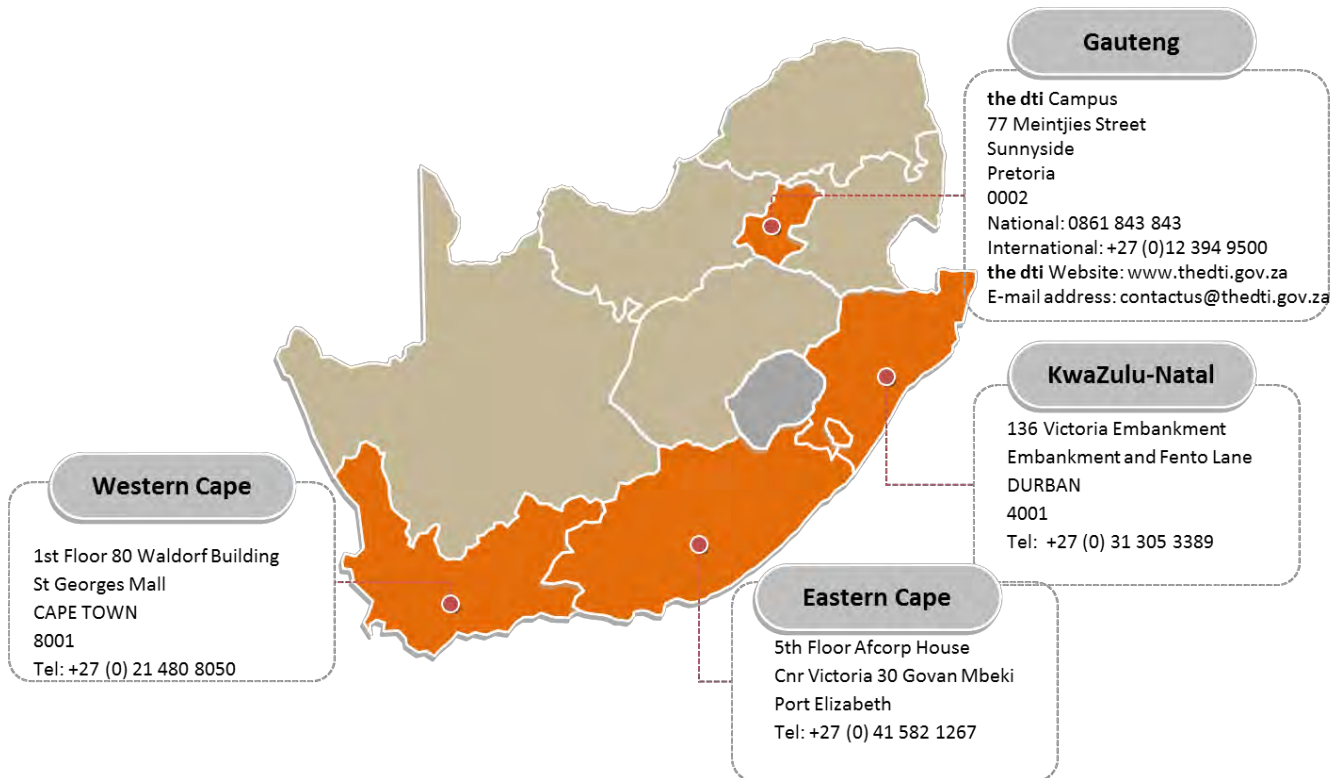 Gauteng
the dti Campus
77 Meintjies Street
Sunnyside
Pretoria
0002
National: 0861 843 843
International: +27 (0)12 394 9500
the dti Website: www.thedti.gov.za
E-mail address: contactus@thedti.gov.za
KwaZulu-Natal
136 Victoria Embankment
Embankment and Fento Lane
DURBAN
4001
Tel: +27 (0) 31 305 3389
Western Cape
1st Floor 80 Waldorf Building
St Georges Mall
CAPE TOWN
8001
Tel: +27 (0) 21 480 8050
Eastern Cape
5th Floor Afcorp House
Cnr Victoria 30 Govan Mbeki
Port Elizabeth
Tel: +27 (0) 41 582 1267